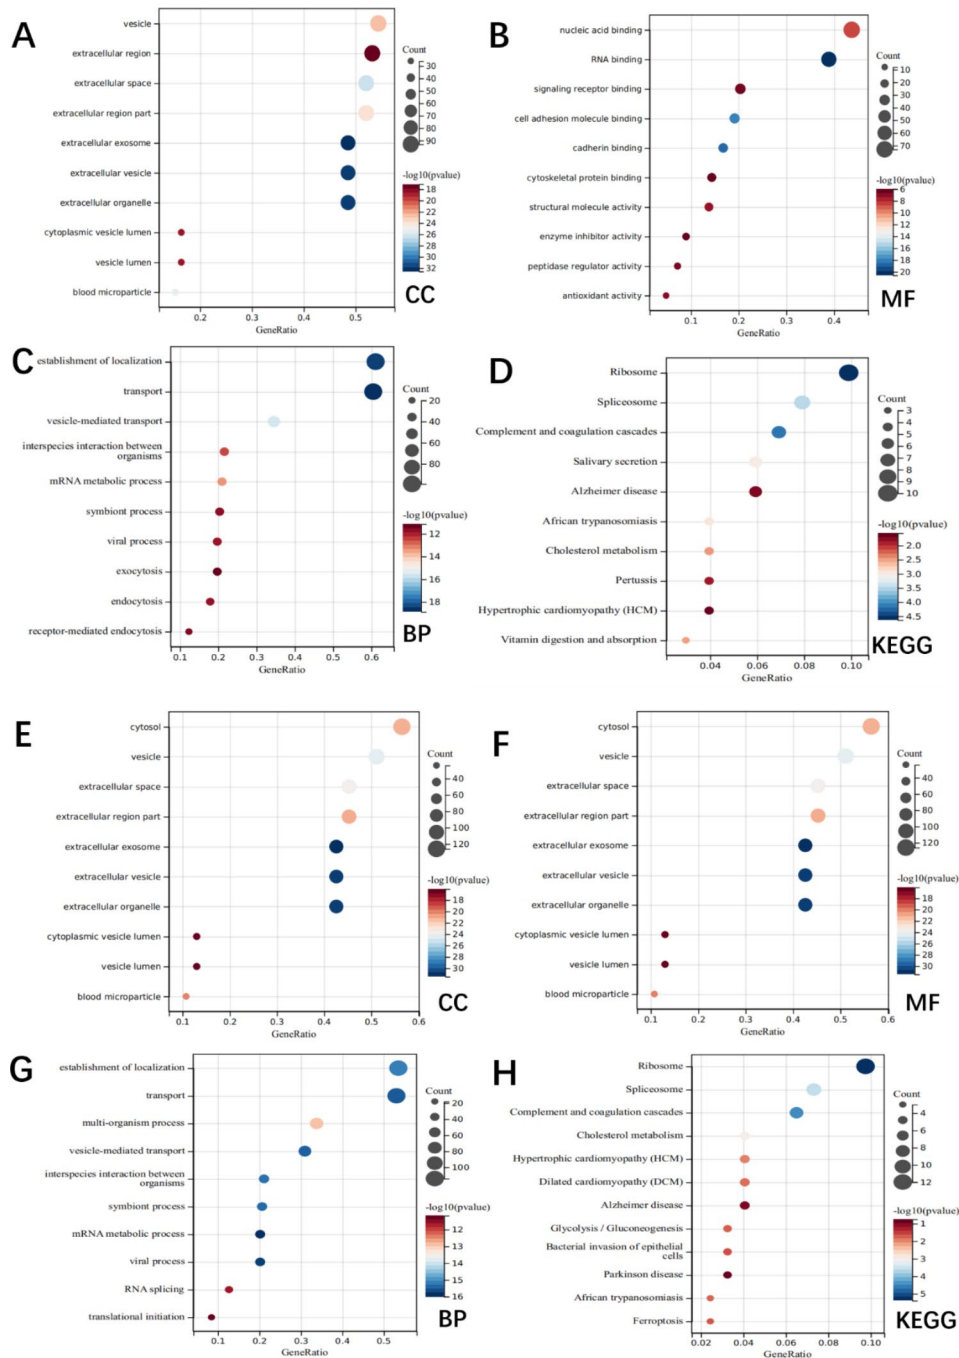 A
vesicle
extracellular region
extracellular space
extracellular region part
extracellular exosome
extracellular vesicle
extracellular organelle
cytoplasmic vesicle lumen
vesicle lumen
blood microparticle
0.2
0.3
0.4
0.5
GeneRatio
Count
30
40
50
60
70
80
90
-log10(pvalue)
18
20
22
24
26
28
30
32
CC
B
nucleic acid binding
RNA binding
signaling receptor binding
cell adhesion molecule binding
cadherin binding
cytoskeletal protein binding
structural molecule activity
enzyme inhibitor activity
peptidase regulator activity
antioxidant activity
0.1
0.2
0.3
0.4
GeneRatio
Count
10
20
30
40
50
60
70
-log10(pvalue)
6
8
10
12
14
16
18
20
MF
C
establishment of localization
transport
vesicle-mediated transport
interspecies interaction between
organisms
mRNA metabolic process
symbiont process
viral process
exocytosis
endocytosis
receptor-mediated endocytosis
0.1
0.2
0.3
0.4
0.5
0.6
GeneRatio
Count
20
40
60
80
-log10(pvalue)
12
14
16
18
BP
D
Ribosome
Spliceosome
Complement and coagulation cascades
Salivary secretion
Alzheimer disease
African trypanosomiasis
Cholesterol metabolism
Pertussis
Hypertrophic cardiomyopathy (HCM)
Vitamin digestion and absorption
0.04
0.06
0.08
0.10
GeneRatio
Count
3
4
5
6
7
8
9
10
-log10(pvalue)
2.0
2.5
3.0
3.5
4.0
4.5
KEGG
E
cytosol
vesicle
extracellular space
extracellular region part
extracellular exosome
extracellular vesicle
extracellular organelle
cytoplasmic vesicle lumen
vesicle lumen
blood microparticle
0.1
0.2
0.3
0.4
0.5
0.6
GeneRatio
Count
40
60
80
100
120
-log10(pvalue)
18
20
22
24
26
28
30
CC
F
cytosol
vesicle
extracellular space
extracellular region part
extracellular exosome
extracellular vesicle
extracellular organelle
cytoplasmic vesicle lumen
vesicle lumen
blood microparticle
0.1
0.2
0.3
0.4
0.5
0.6
GeneRatio
Count
40
60
80
100
120
-log10(pvalue)
18
20
22
24
26
28
30
MF
G
establishment of localization
transport
multi-organism process
vesicle-mediated transport
interspecies interaction between
organisms
symbiont process
mRNA metabolic process
viral process
RNA splicing
translational initiation
0.1
0.2
0.3
0.4
0.5
GeneRatio
Count
20
40
60
80
100
-log10(pvalue)
12
13
14
15
16
BP
H
Ribosome
Spliceosome
Complement and coagulation cascades
Cholesterol metabolism
Hypertrophic cardiomyopathy (HCM)
Dilated cardiomyopathy (DCM)
Alzheimer disease
Glycolysis / Gluconeogenesis
Bacterial invasion of epithelial
cells
Parkinson disease
African trypanosomiasis
Ferroptosis
0.02
0.04
0.06
0.08
0.10
GeneRatio
Count
4
6
8
10
12
-log10(pvalue)
1
2
3
4
5
KEGG